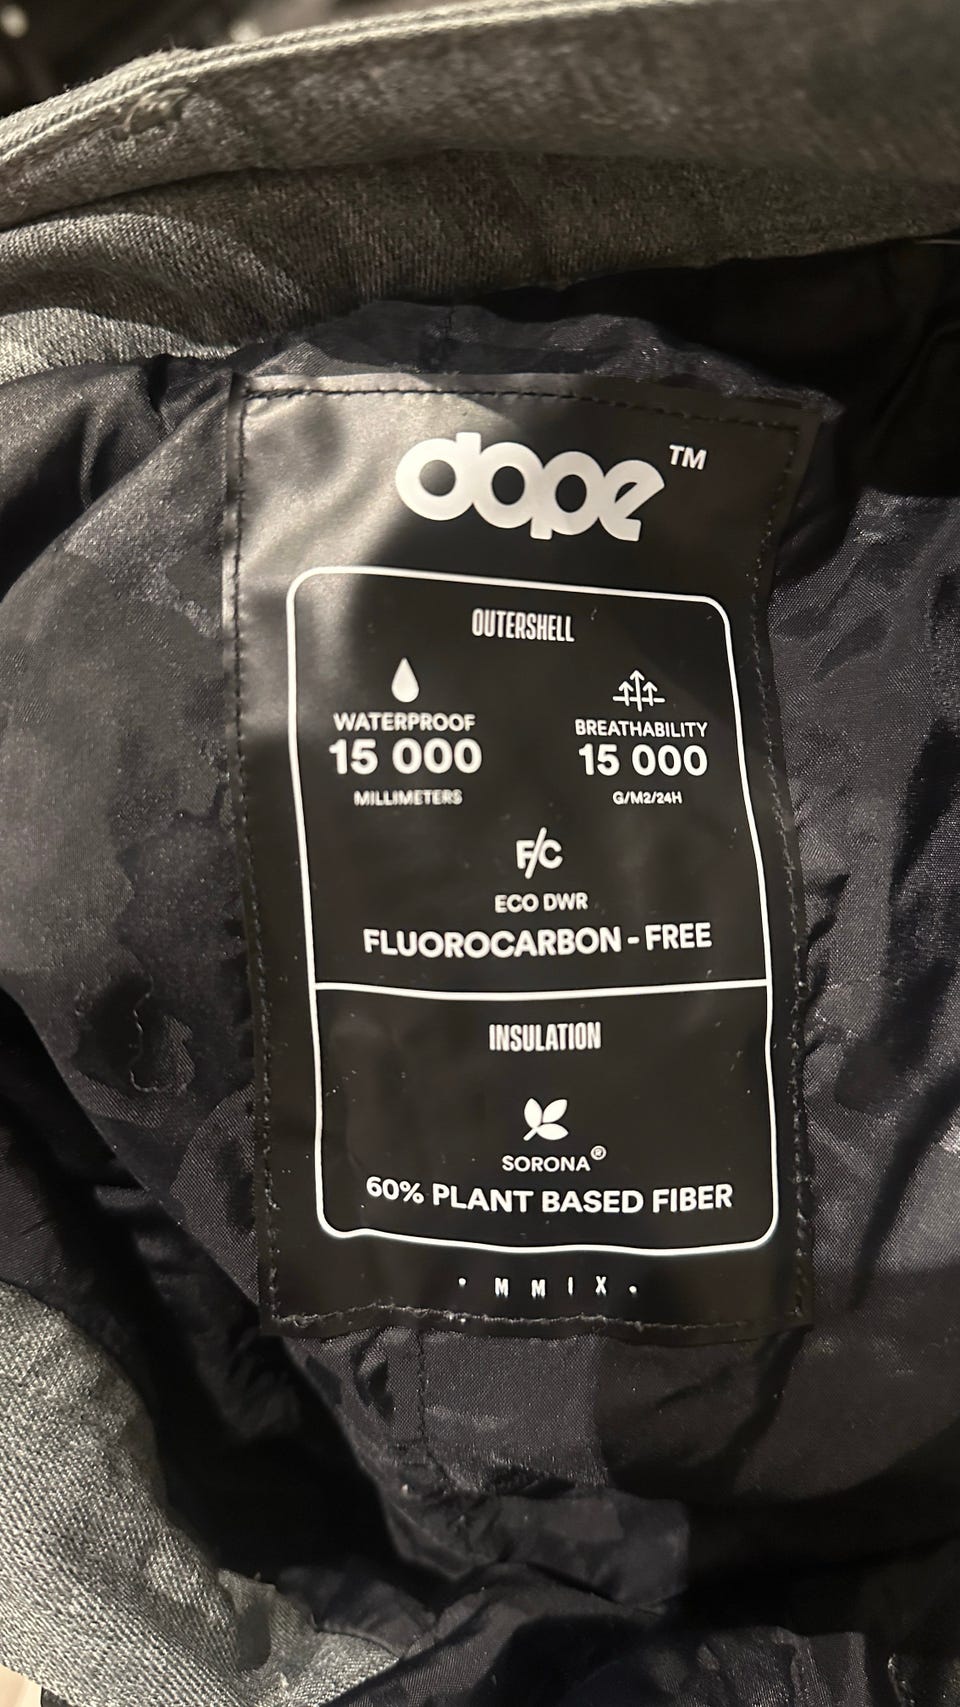 dope™
OUTERSHELL
WATERPROOF
15 000
MILLIMETERS
BREATHABILITY
15 000
G/M2/24H
F/C
ECO DWR
FLUOROCARBON - FREE
INSULATION
SORONA®
60% PLANT BASED FIBER
• M M I X •